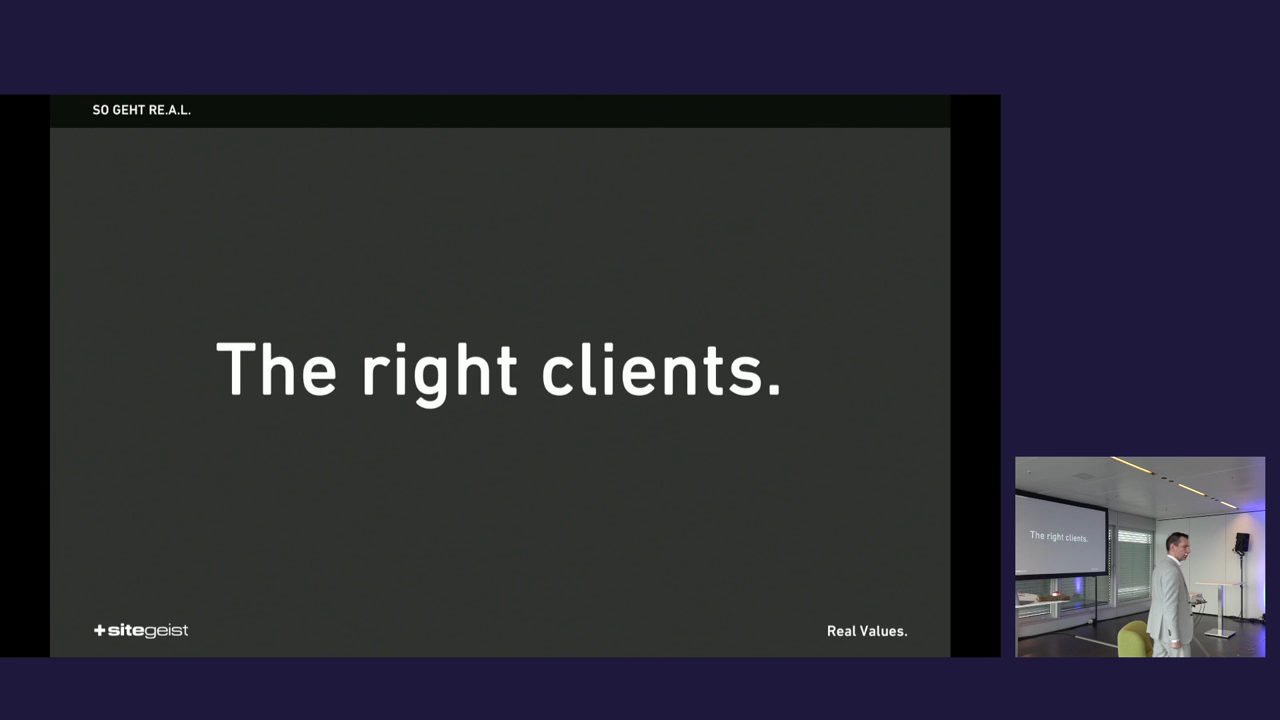 SO GEHT RE.A.L.
The right clients.
+sitegeist
Real Values.
The right clients.